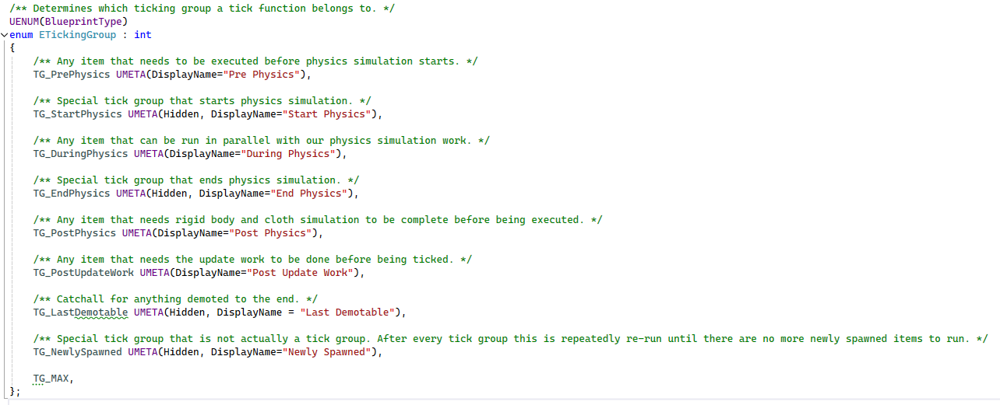 /** Determines which ticking group a tick function belongs to. */
UENUM(BlueprintType)
enum ETickingGroup : int
{
    /** Any item that needs to be executed before physics simulation starts. */
    TG_PrePhysics UMETA(DisplayName="Pre Physics"),

    /** Special tick group that starts physics simulation. */
    TG_StartPhysics UMETA(Hidden, DisplayName="Start Physics"),

    /** Any item that can be run in parallel with our physics simulation work. */
    TG_DuringPhysics UMETA(DisplayName="During Physics"),

    /** Special tick group that ends physics simulation. */
    TG_EndPhysics UMETA(Hidden, DisplayName="End Physics"),

    /** Any item that needs rigid body and cloth simulation to be complete before being executed. */
    TG_PostPhysics UMETA(DisplayName="Post Physics"),

    /** Any item that needs the update work to be done before being ticked. */
    TG_PostUpdateWork UMETA(DisplayName="Post Update Work"),

    /** Catchall for anything demoted to the end. */
    TG_LastDemotable UMETA(Hidden, DisplayName = "Last Demotable"),

    /** Special tick group that is not actually a tick group. After every tick group this is repeatedly re-run until there are no more newly spawned items to run. */
    TG_NewlySpawned UMETA(Hidden, DisplayName="Newly Spawned"),

    TG_MAX,
};